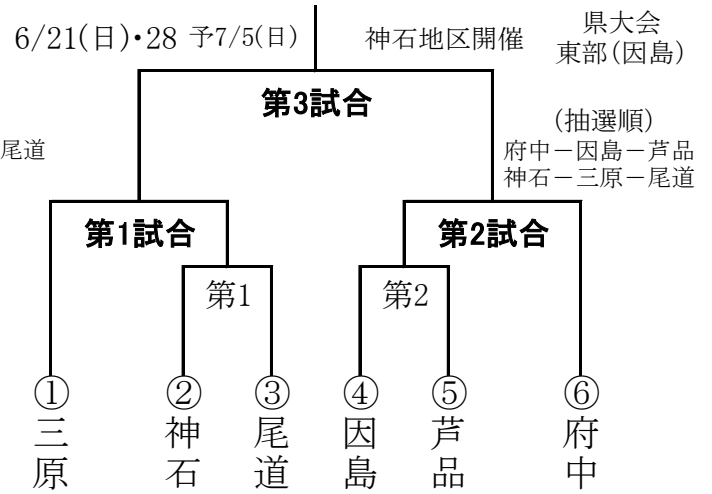 6/21(日)・28 予7/5(日)
神石地区開催
県大会
東部(因島)
第3試合
(抽選順)
府中－因島－芦品
神石－三原－尾道
尾道
第1試合
第2試合
第1
第2
①三原
②神石
③尾道
④因島
⑤芦品
⑥府中